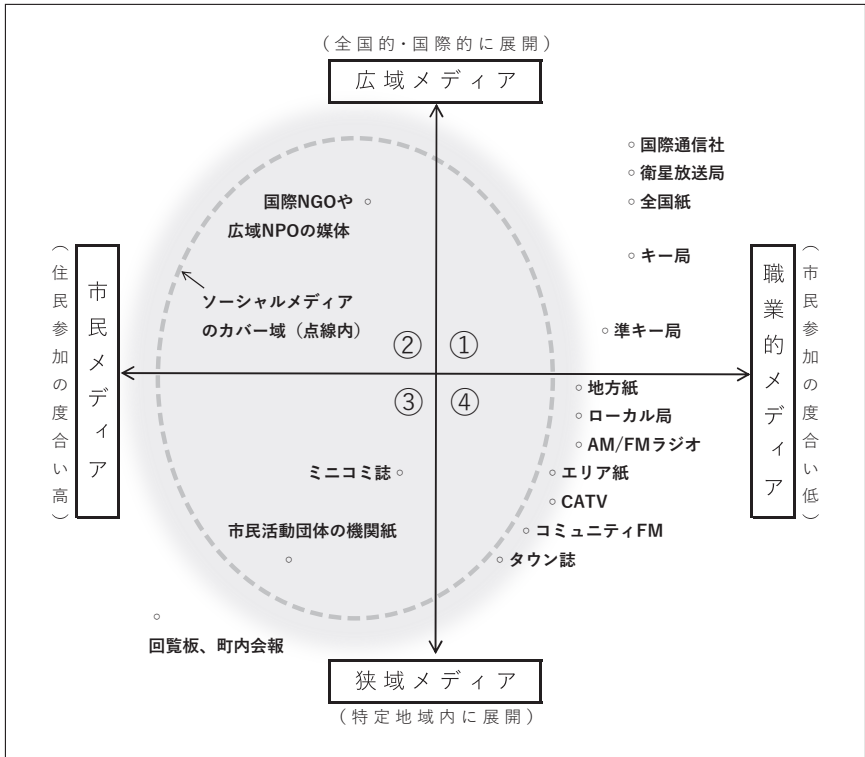 (全国的・国際的に展開)
広域メディア
国際通信社
衛星放送局
全国紙
国際NGOや
広域NPOの媒体
キー局
(住民参加の度合い高)
市民メディア
職業的メディア
(市民参加の度合い低)
ソーシャルメディア
のカバー域(点線内)
準キー局
② ①
③ ④
地方紙
ローカル局
AM/FMラジオ
ミニコミ誌
エリア紙
CATV
市民活動団体の機関紙
コミュニティFM
タウン誌
回覧板、町内会報
狭域メディア
(特定地域内に展開)